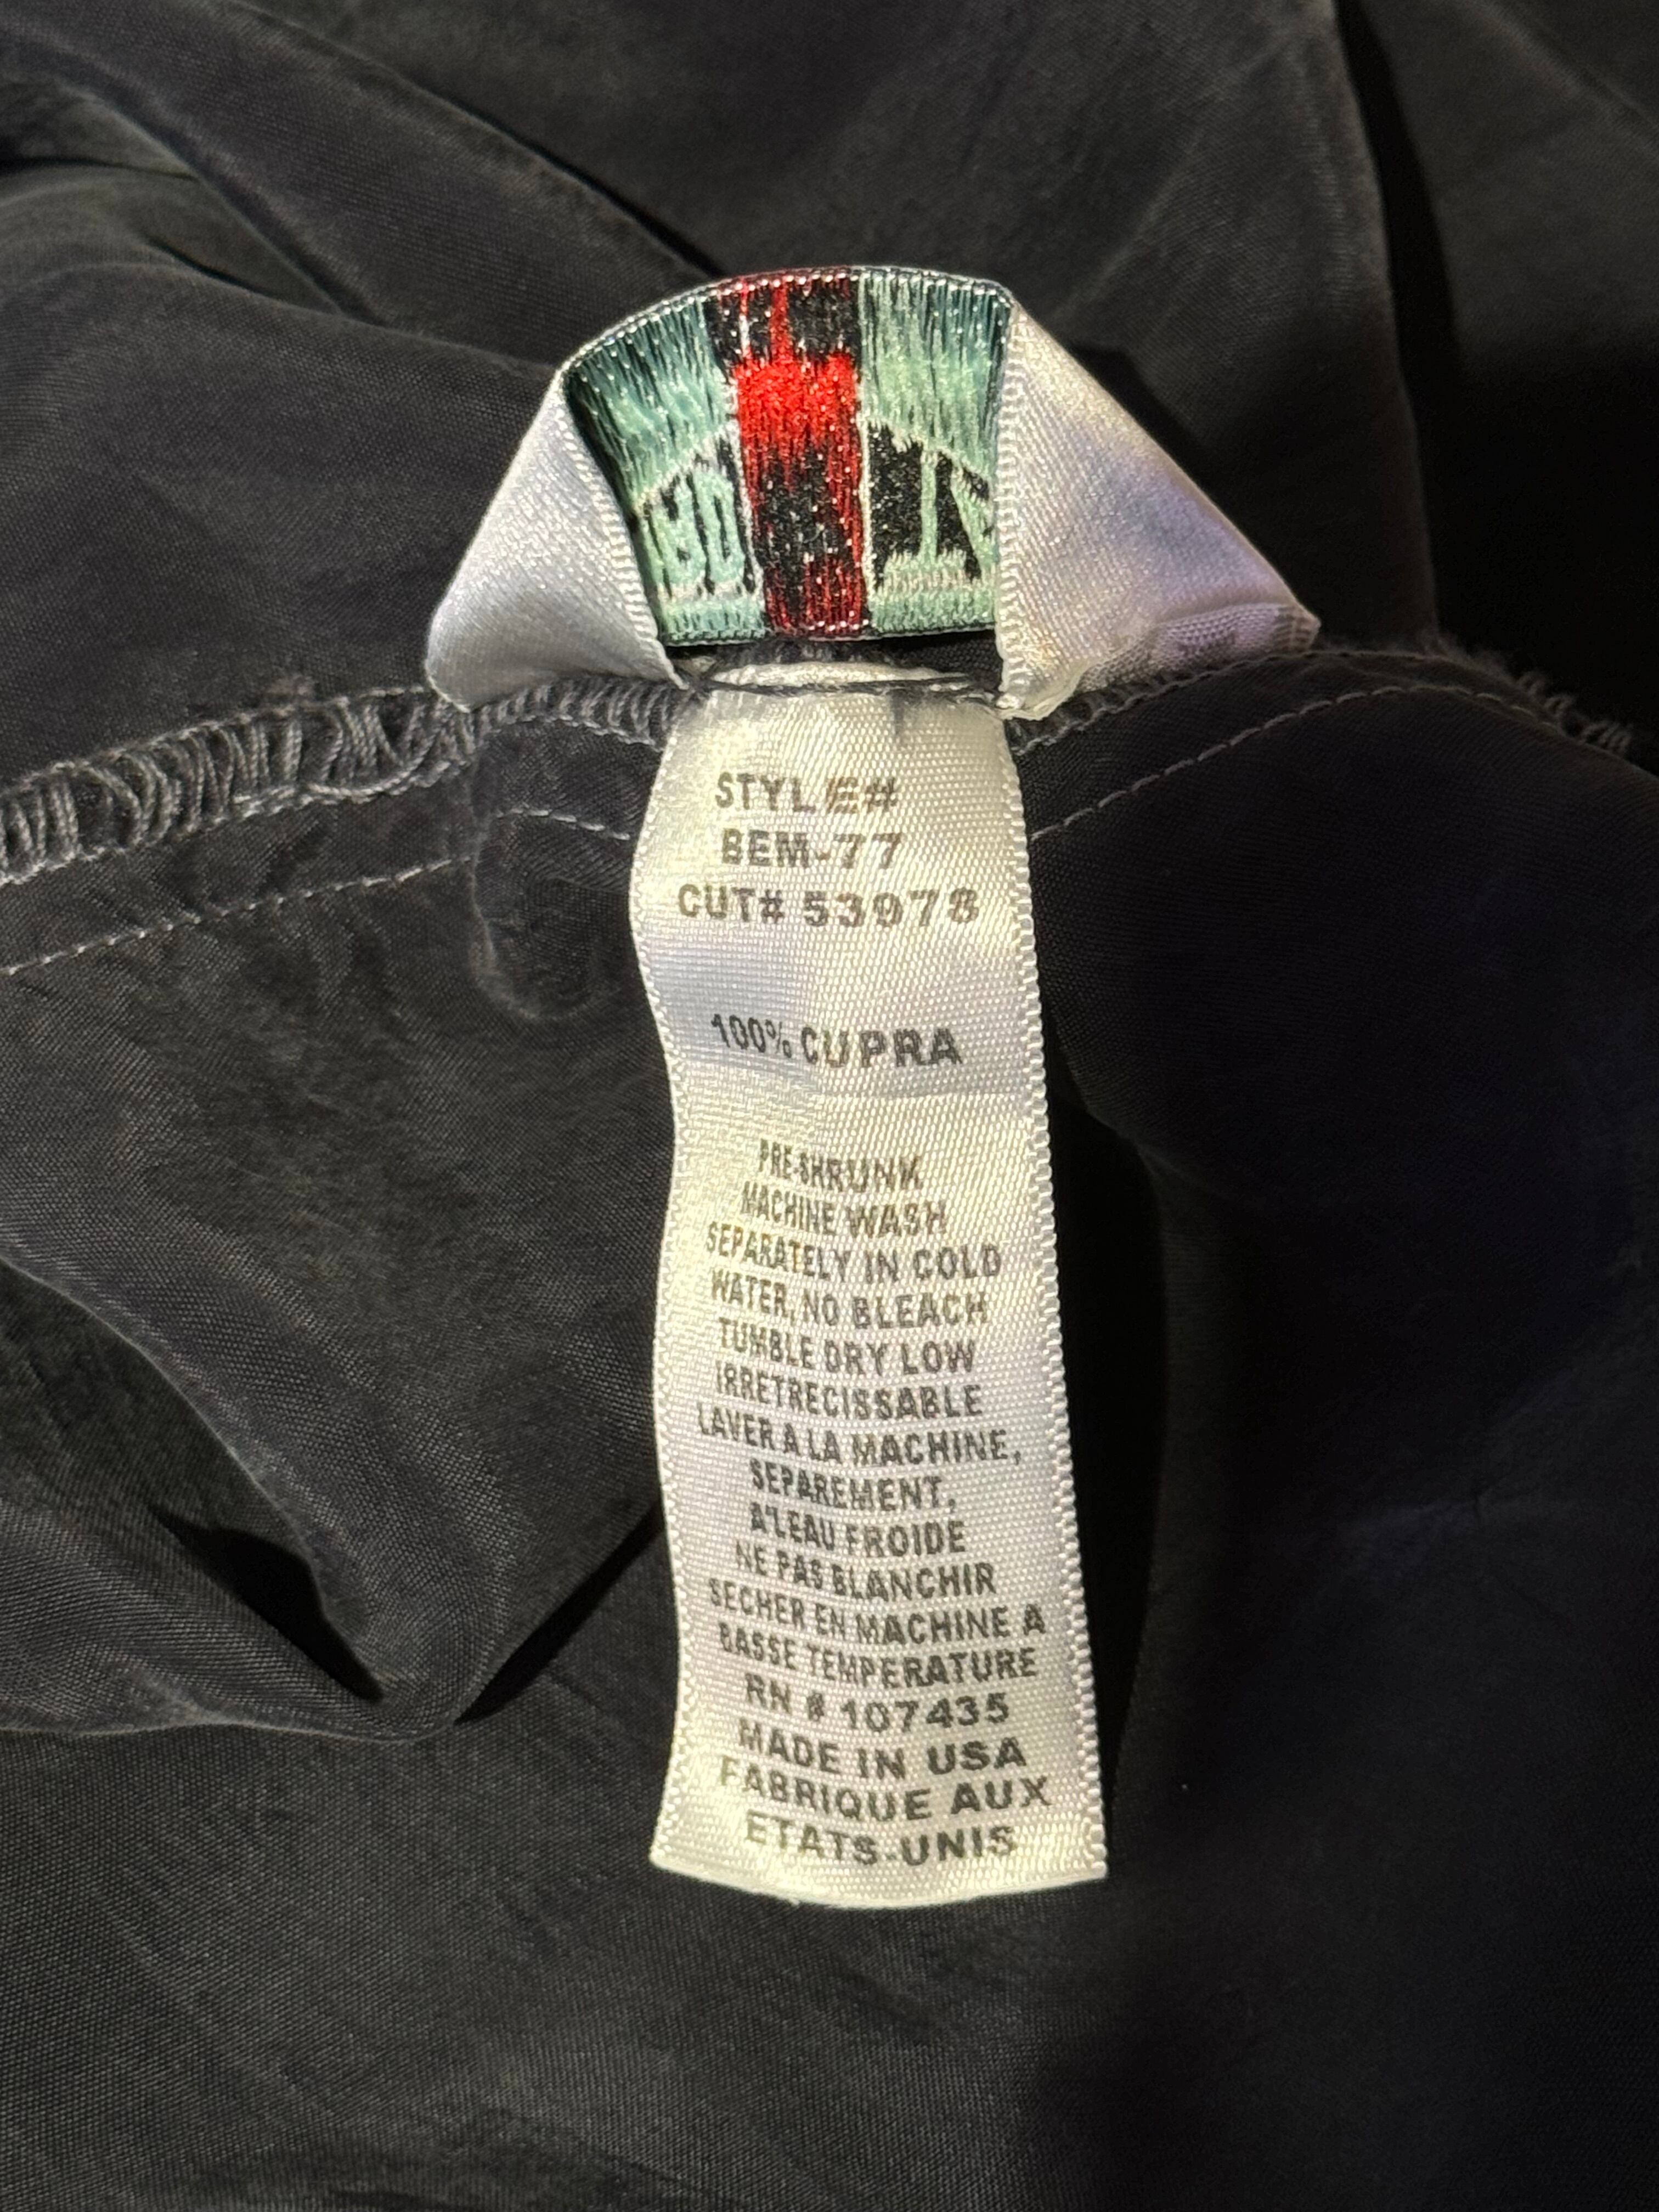 STYLE#
BEM-77
CUT# 53978
100% CUPRA
PRE-SHRUNK
MACHINE WASH
SEPARATELY IN COLD
WATER, NO BLEACH
TUMBLE DRY LOW
IRRETRECISSABLE
LAVER A LA MACHINE,
SEPAREMENT,
A'LEAU FROIDE
NE PAS BLANCHIR
SECHER EN MACHINE A
BASSE TEMPERATURE
RN # 107435
MADE IN USA
FABRIQUE AUX
ETATS-UNIS